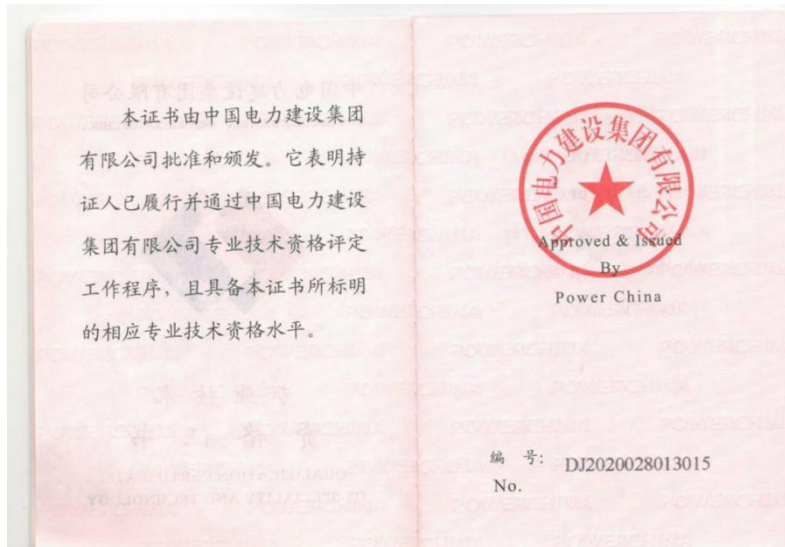 本证书由中国电力建设集团
有限公司批准和颁发。它表明持
证人已履行并通过中国电力建设
集团有限公司专业技术资格评定
工作程序，且具备本证书所标明
的相应专业技术资格水平。
中国电力建设集团有限公司
Approved & Issued
By
Power China
编 号: DJ2020028013015
No.